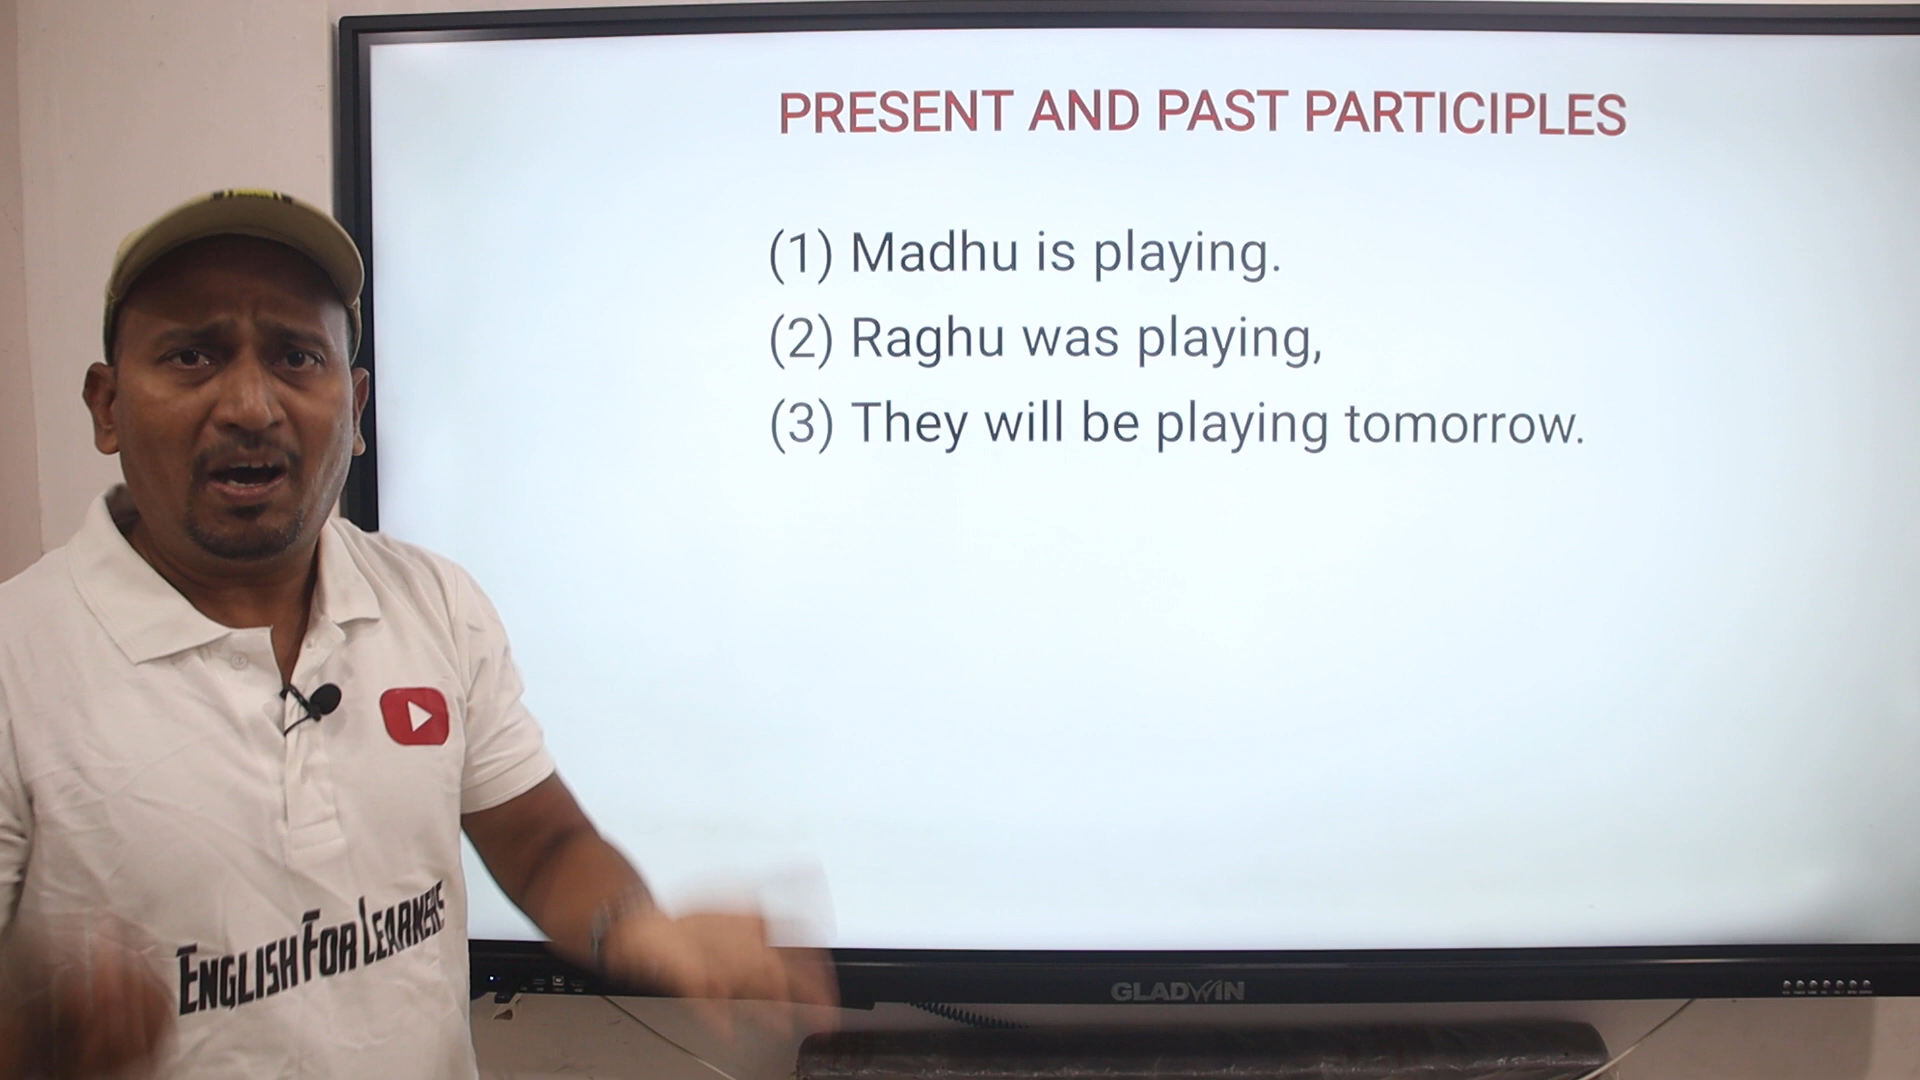 PRESENT AND PAST PARTICIPLES
(1) Madhu is playing.
(2) Raghu was playing,
(3) They will be playing tomorrow.
ENGLISH FOR LEARNERS
GLADWIN